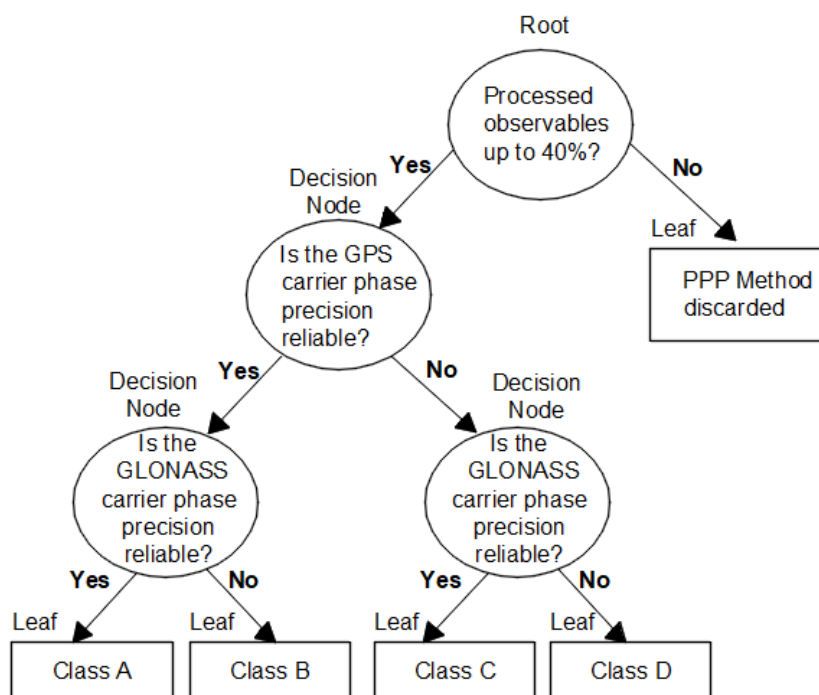 Root
Processed
observables
up to 40%?
Yes
No
Decision
Node
Leaf
Is the GPS
carrier phase
precision
reliable?
PPP Method
discarded
Yes
No
Decision
Node
Decision
Node
Is the
GLONASS
carrier phase
precision
reliable?
Is the
GLONASS
carrier phase
precision
reliable?
Yes
No
Yes
No
Leaf
Leaf
Leaf
Leaf
Class A
Class B
Class C
Class D